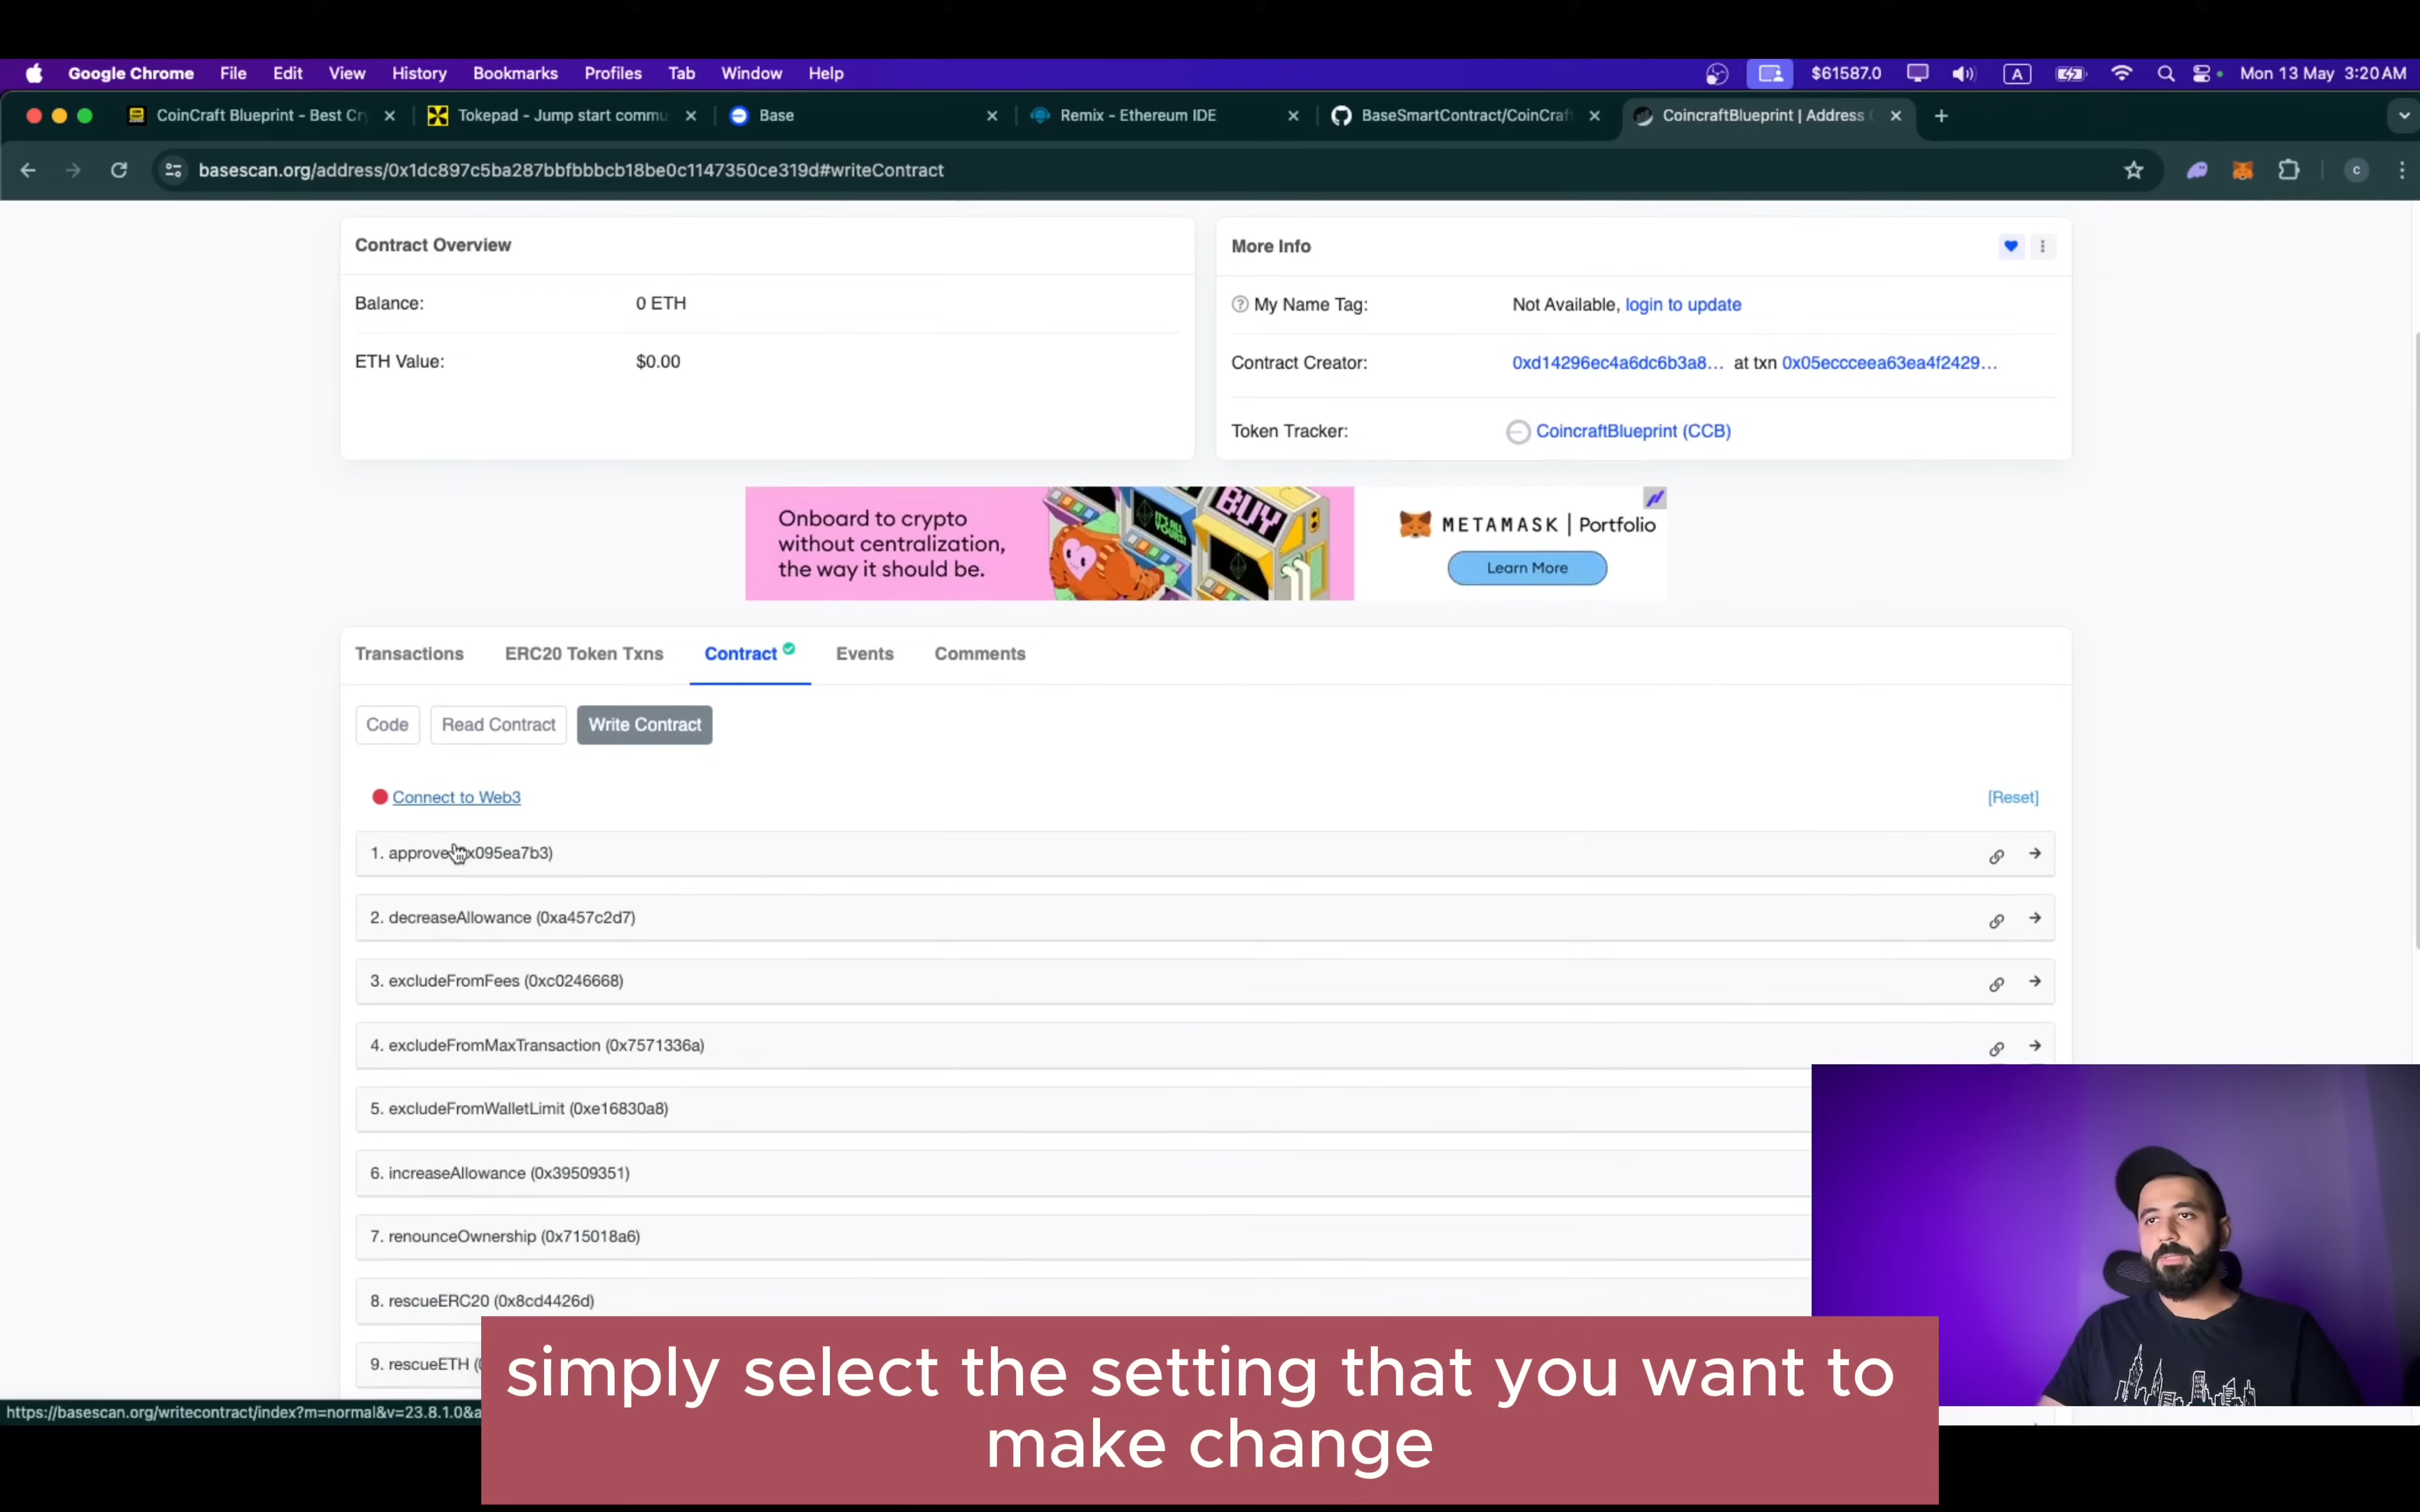 Google Chrome File Edit View History Bookmarks Profiles Tab Window Help $61587.0 A Mon 13 May 3:20 AM
CoinCraft Blueprint - Best Cry Tokepad - Jump start commu Base Remix - Ethereum IDE BaseSmartContract/CoinCraft CoincraftBlueprint | Address
basescan.org/address/0x1dc897c5ba287bbfbbbcb18be0c1147350ce319d#writeContract c
Contract Overview
Balance: 0 ETH
ETH Value: $0.00
More Info
My Name Tag: Not Available, login to update
Contract Creator: 0xd14296ec4a6dc6b3a8... at txn 0x05eccceea63ea4f2429...
Token Tracker: CoincraftBlueprint (CCB)
Onboard to crypto
without centralization,
the way it should be.
IT'S ALL
YOURS!
BUY
METAMASK | Portfolio
Learn More
Transactions ERC20 Token Txns Contract Events Comments
Code Read Contract Write Contract
Connect to Web3 [Reset]
1. approve x095ea7b3)
2. decreaseAllowance (0xa457c2d7)
3. excludeFromFees (0xc0246668)
4. excludeFromMaxTransaction (0x7571336a)
5. excludeFromWalletLimit (0xe16830a8)
6. increaseAllowance (0x39509351)
7. renounceOwnership (0x715018a6)
8. rescueERC20 (0x8cd4426d)
9. rescueETH (
https://basescan.org/writecontract/index?m=normal&v=23.8.1.0&a
simply select the setting that you want to
make change